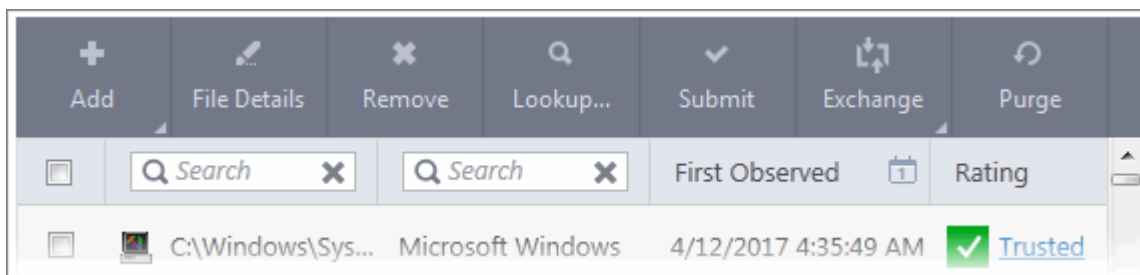 Add File Details Remove Lookup... Submit Exchange Purge
Search Search First Observed 1 Rating
C:\Windows\Sys... Microsoft Windows 4/12/2017 4:35:49 AM Trusted